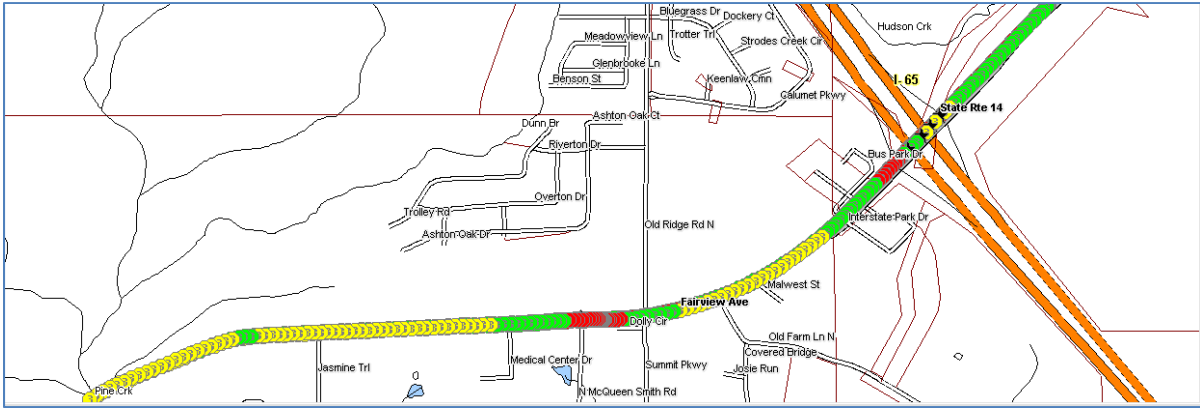 Bluegrass Dr
Dockery Ct
Hudson Crk
Meadowview Ln
Trotter Trl
Strodes Creek Cir
Glenbrooke Ln
Benson St
Keenlaw Cmn
I-65
Calumet Pkwy
State Rte 14
Ashton Oak Ct
Dunn Br
Riverton Dr
Bus Park Dr
Overton Dr
Trolley Rd
Interstate Park Dr
Old Ridge Rd N
Ashton Oak Dr
Malwest St
Fairview Ave
Dolly Cir
Old Farm Ln N
Covered Bridge
Medical Center Dr
Jasmine Trl
Summit Pkwy
Josie Run
Pine Crk
N McQueen Smith Rd